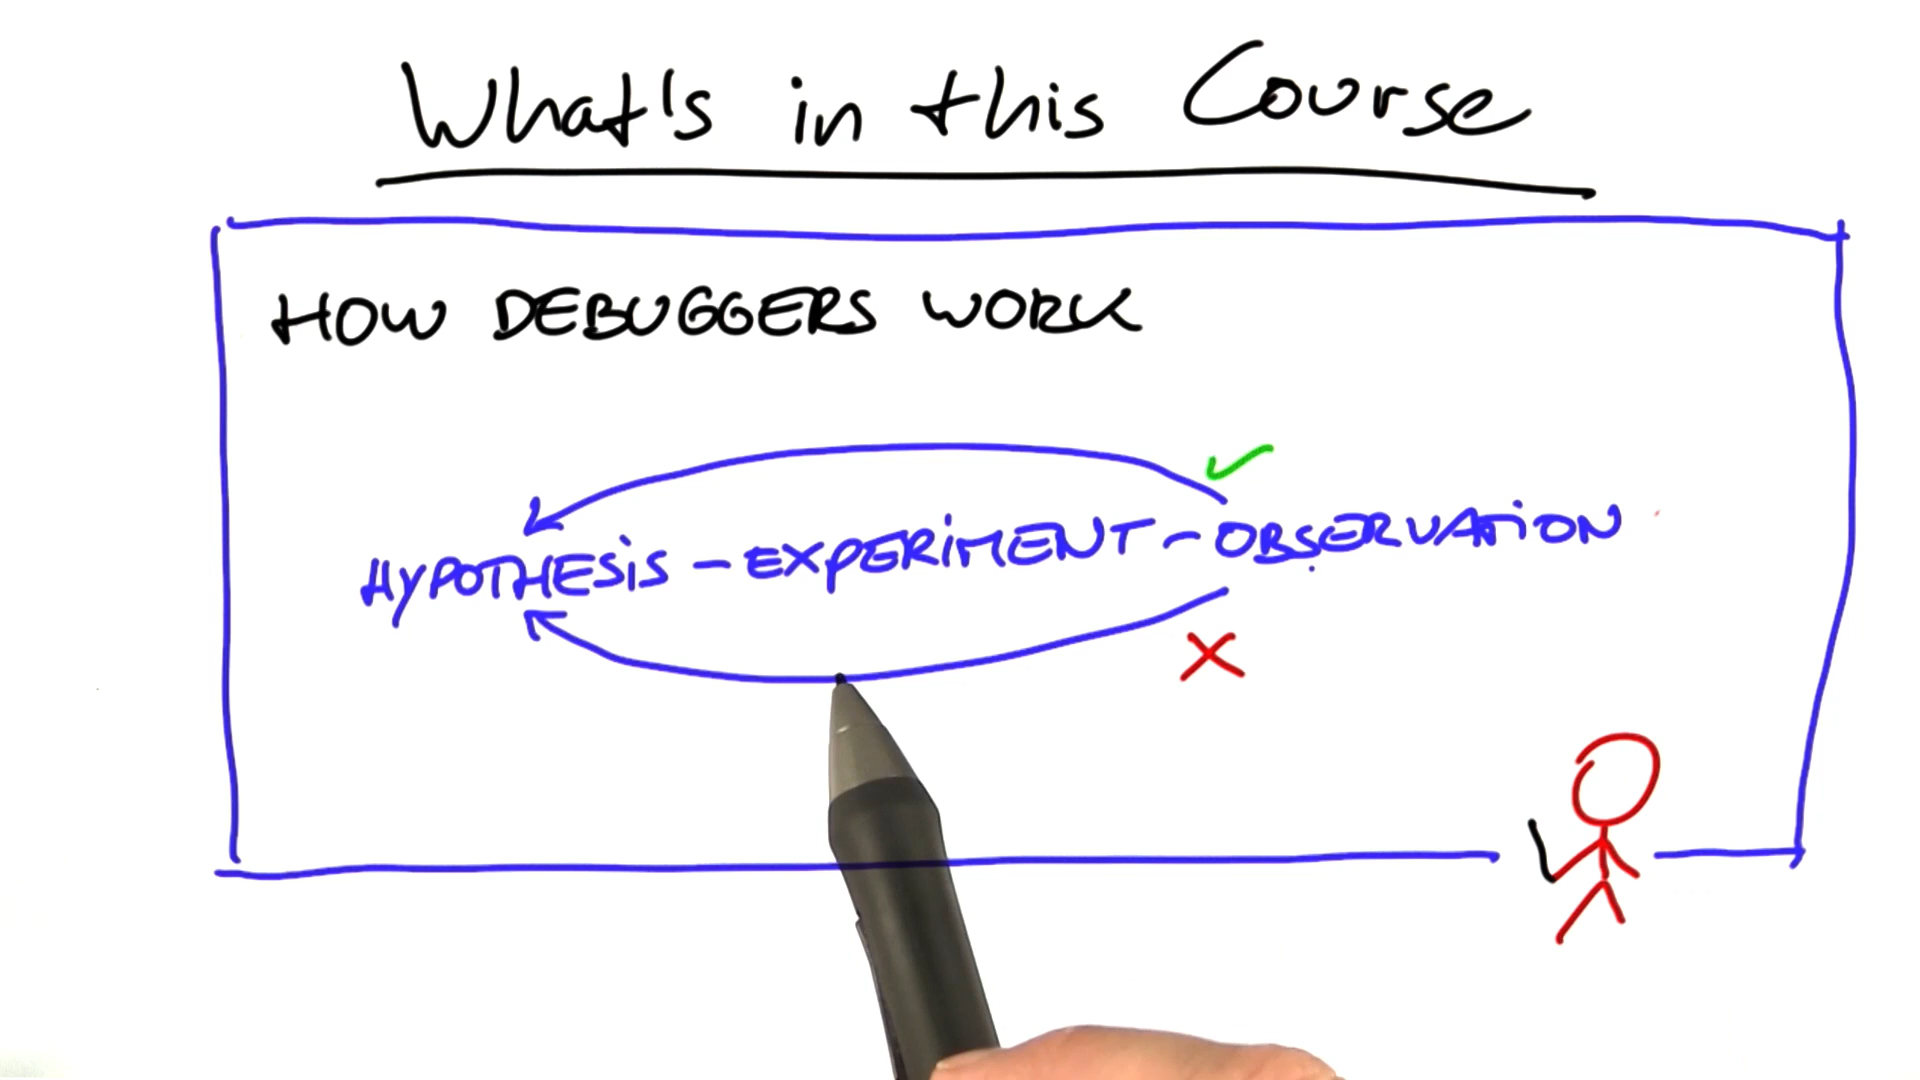 What's in this Course
HOW DEBUGGERS WORK
HYPOTHESIS - EXPERIMENT - OBSERVATION